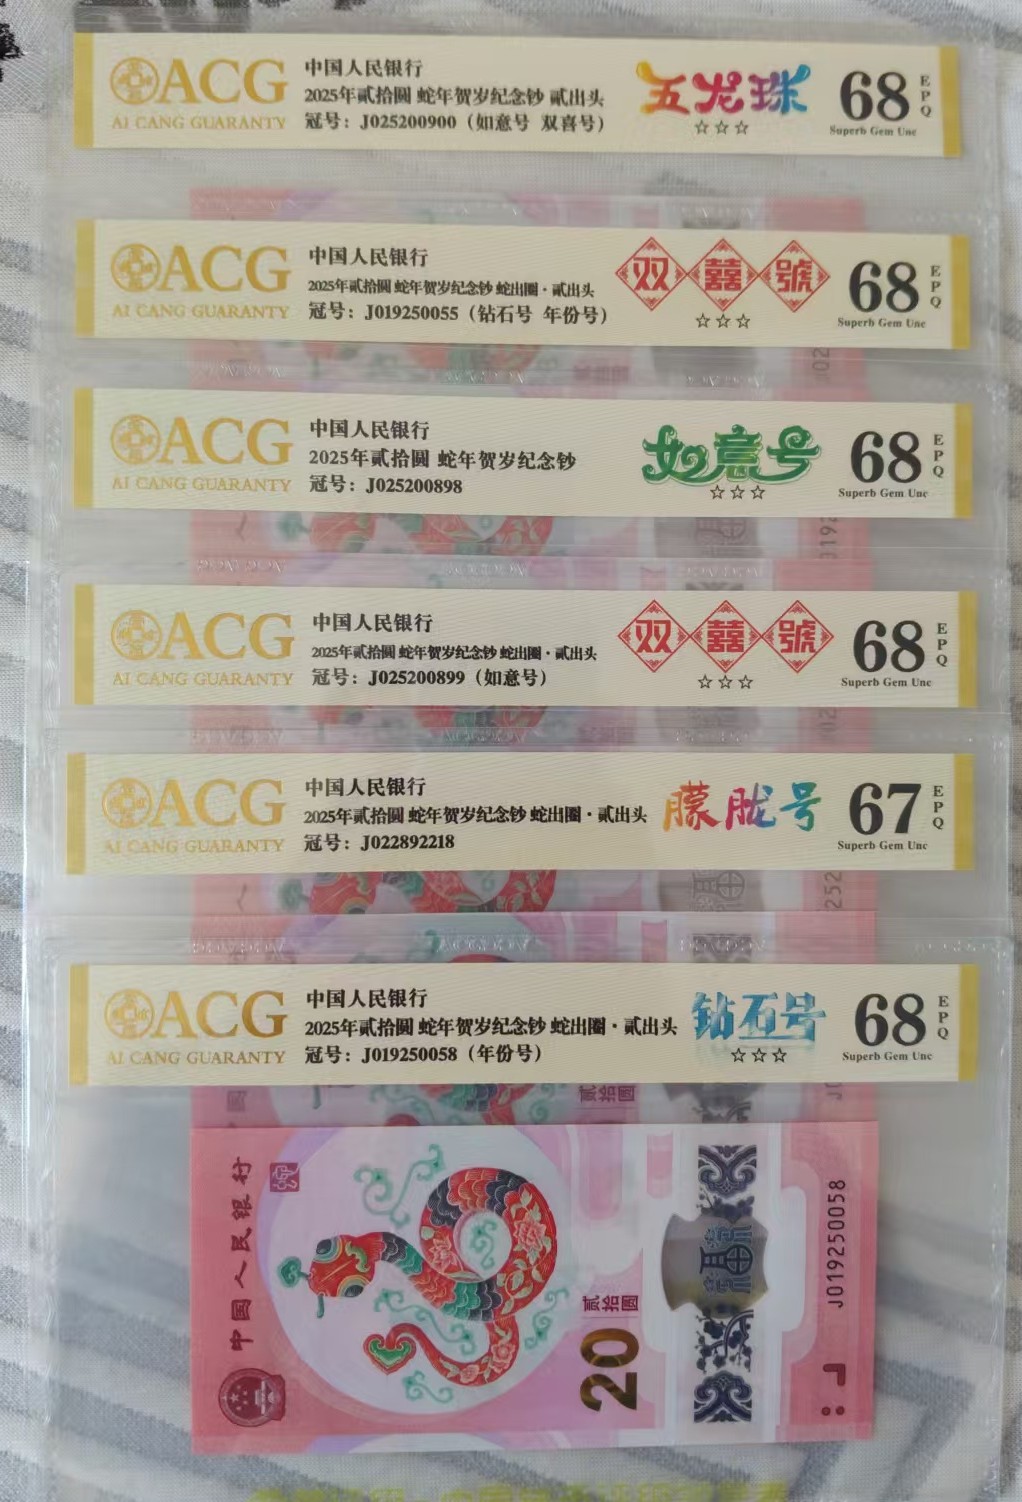 ACG
AI CANG GUARANTY
中国人民银行
2025年贰拾圆 蛇年贺岁纪念钞 贰出头
冠号：J025200900（如意号 双喜号）
五龙珠
☆☆☆
68
EPQ
Superb Gem Unc
ACG
AI CANG GUARANTY
中国人民银行
2025年贰拾圆 蛇年贺岁纪念钞 蛇出圈·贰出头
冠号：J019250055（钻石号 年份号）
双囍號
☆☆☆
68
EPQ
Superb Gem Unc
ACG
AI CANG GUARANTY
中国人民银行
2025年贰拾圆 蛇年贺岁纪念钞
冠号：J025200898
如意号
☆☆☆
68
EPQ
Superb Gem Unc
ACG
AI CANG GUARANTY
中国人民银行
2025年贰拾圆 蛇年贺岁纪念钞 蛇出圈·贰出头
冠号：J025200899（如意号）
双囍號
☆☆☆
68
EPQ
Superb Gem Unc
ACG
AI CANG GUARANTY
中国人民银行
2025年贰拾圆 蛇年贺岁纪念钞 蛇出圈·贰出头
冠号：J022892218
朦胧号
67
EPQ
Superb Gem Unc
ACG
AI CANG GUARANTY
中国人民银行
2025年贰拾圆 蛇年贺岁纪念钞 蛇出圈·贰出头
冠号：J019250058（年份号）
钻石号
☆☆☆
68
EPQ
Superb Gem Unc
贰拾圆
中国人民银行
贰拾圆
20
J019250058